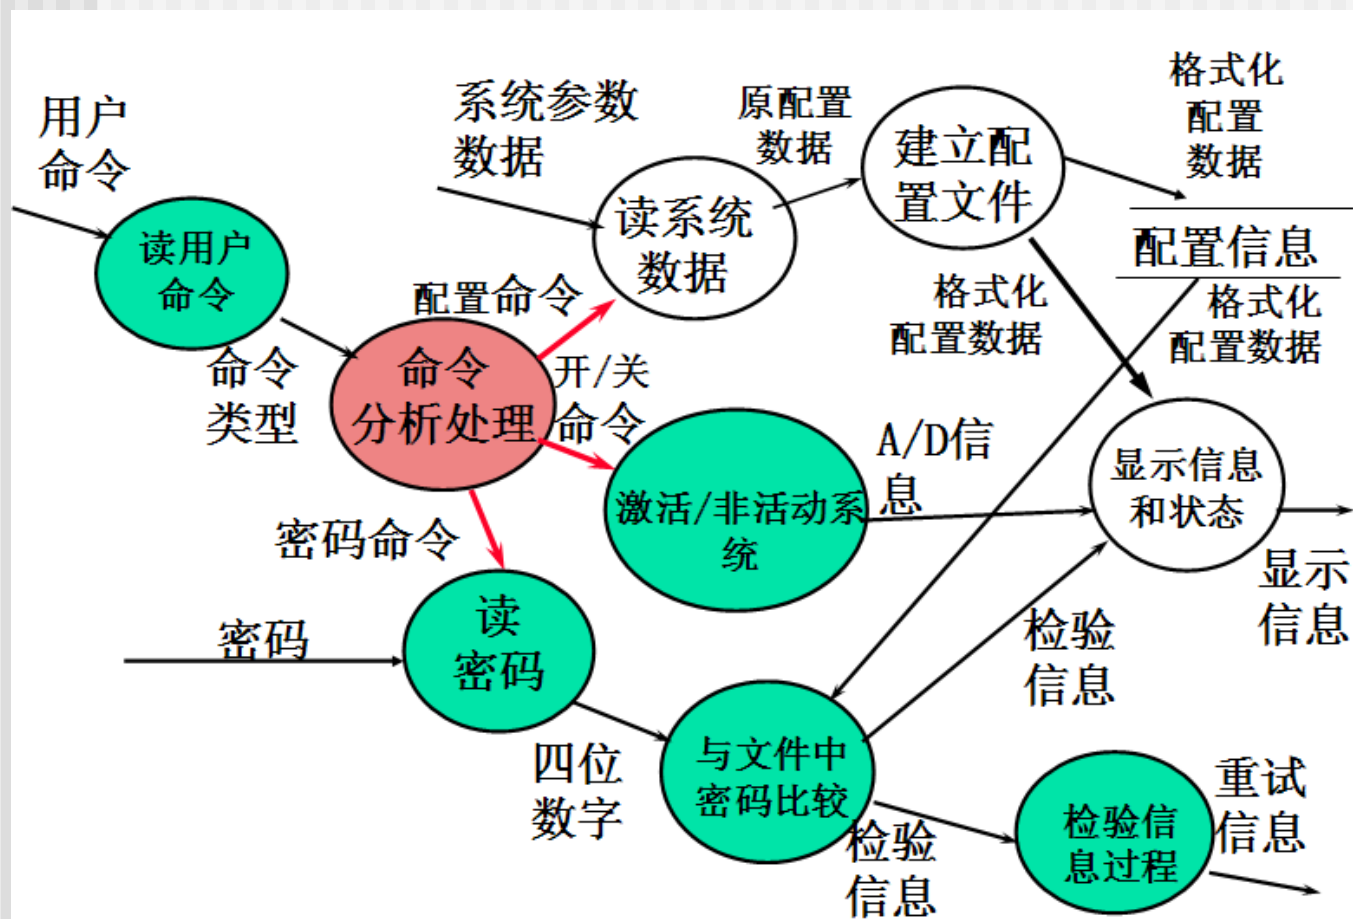 用户
命令
系统参数
数据
原配置
数据
格式化
配置
数据
读用户
命令
读系统
数据
建立配
置文件
配置信息
命令
类型
配置命令
格式化
配置数据
格式化
配置数据
命令
分析处理
开/关
命令
激活/非活动系
统
A/D信
息
显示信息
和状态
显示
信息
密码命令
密码
读
密码
四位
数字
与文件中
密码比较
检验
信息
检验
信息
检验信
息过程
重试
信息